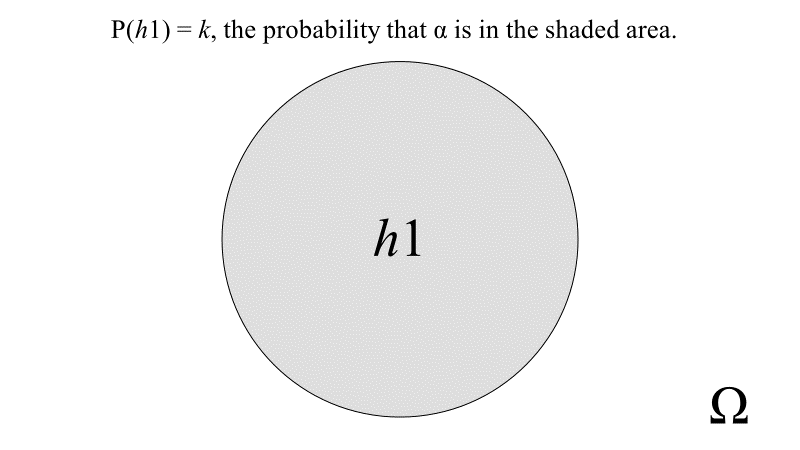 P(h1) = k, the probability that α is in the shaded area.
h1
Ω